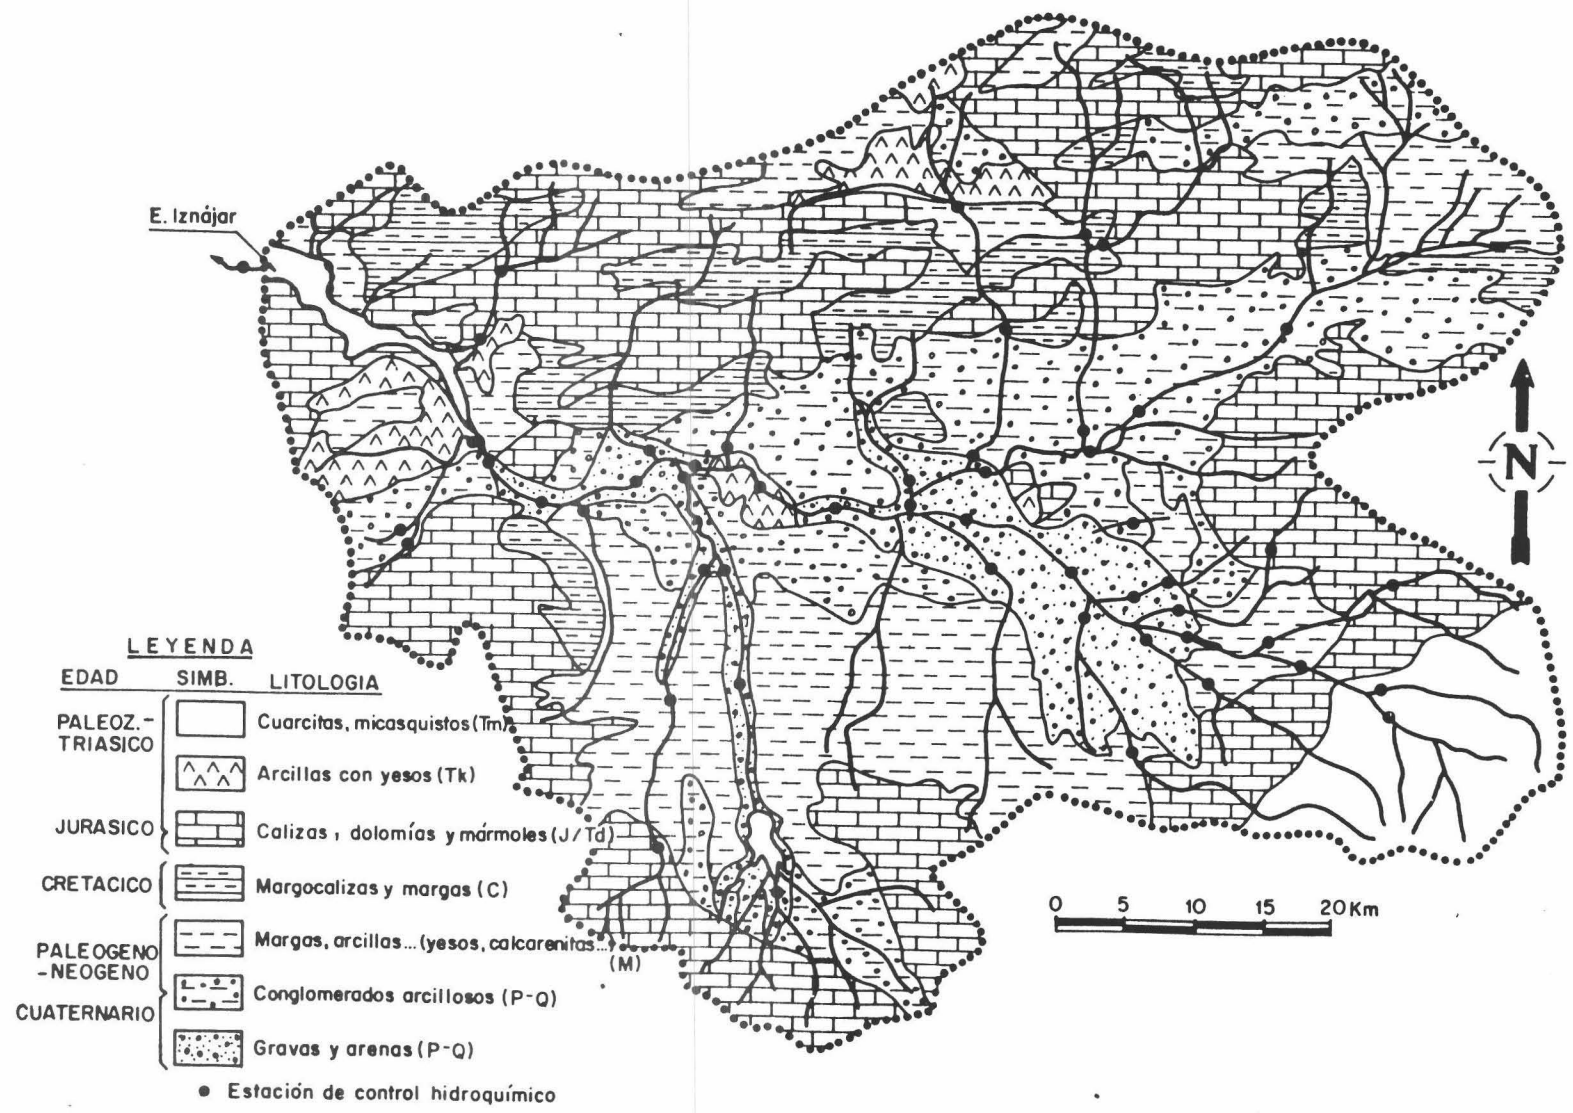 E. Iznájar
N
LEYENDA
EDAD SIMB. LITOLOGIA
PALEOZ.-
TRIASICO
Cuarcitas, micasquistos (Tm)
Arcillas con yesos (Tk)
JURASICO
Calizas, dolomías y mármoles (J/Td)
CRETACICO
Margocalizas y margas (C)
PALEOGENO
-NEOGENO
Margas, arcillas... (yesos, calcarenitas...)
(M)
Conglomerados arcillosos (P-Q)
CUATERNARIO
Gravas y arenas (P-Q)
Estación de control hidroquímico
0 5 10 15 20 Km